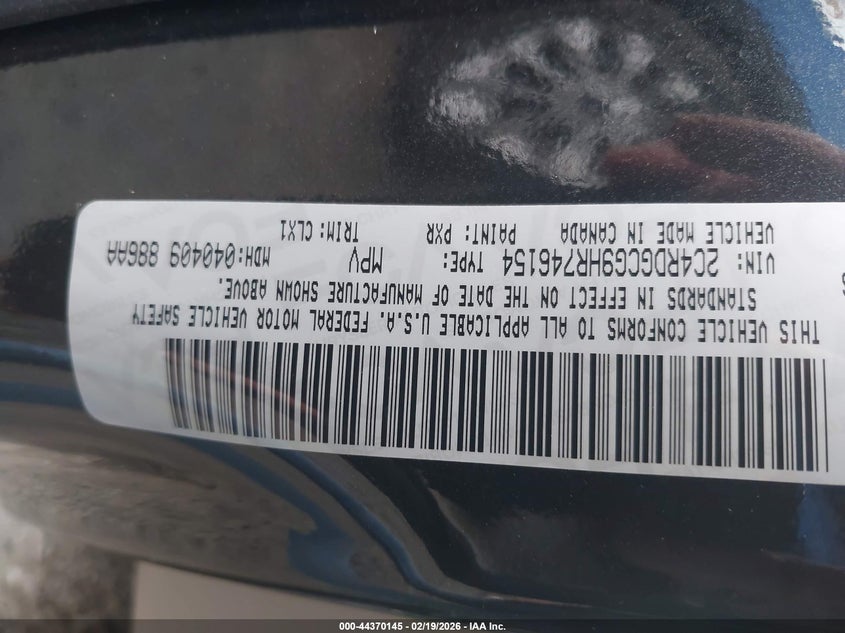 THIS VEHICLE CONFORMS TO ALL APPLICABLE U.S.A. FEDERAL MOTOR VEHICLE SAFETY
STANDARDS IN EFFECT ON THE DATE OF MANUFACTURE SHOWN ABOVE.
VIN: 2C4RDGCG9HR746154 TYPE: MPV MDH:040409 886AA
VEHICLE MADE IN CANADA PAINT: PXR TRIM: CLX1
000-44370145 - 02/19/2026 - IAA Inc.